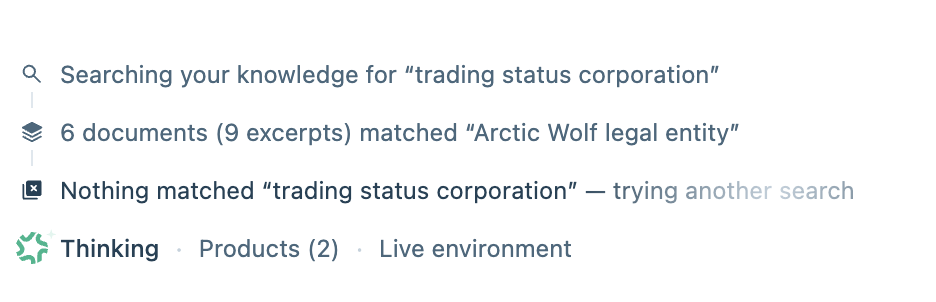 Searching your knowledge for “trading status corporation”
6 documents (9 excerpts) matched “Arctic Wolf legal entity”
Nothing matched “trading status corporation” — trying another search
Thinking · Products (2) · Live environment